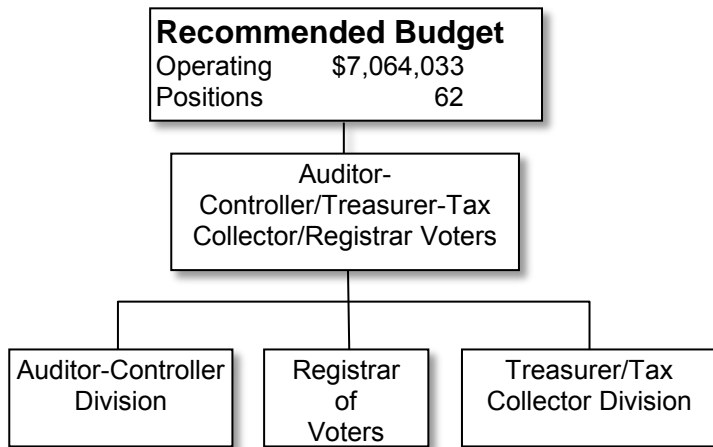 Recommended Budget
Operating $7,064,033
Positions 62
Auditor-
Controller/Treasurer-Tax
Collector/Registrar Voters
Auditor-Controller
Division
Registrar
of
Voters
Treasurer/Tax
Collector Division